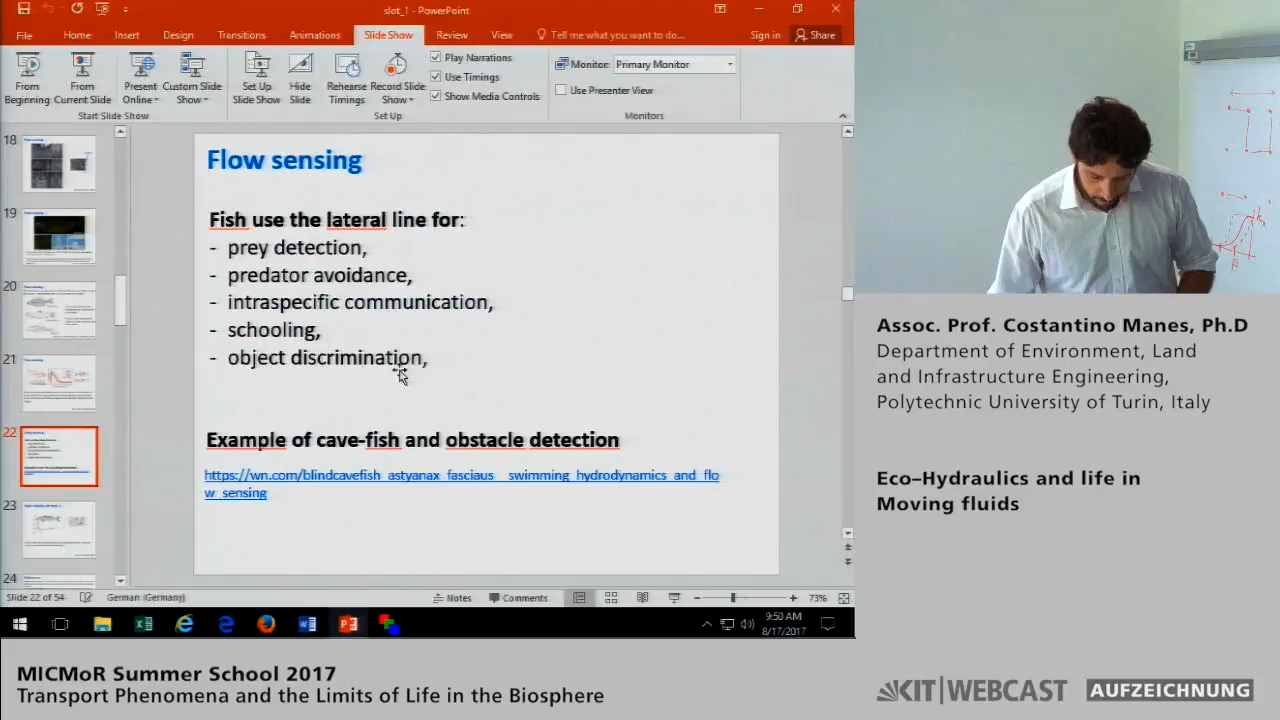 slot_1 - PowerPoint
File Home Insert Design Transitions Animations Slide Show Review View Tell me what you want to do... Sign in Share
From Beginning
From Current Slide
Present Online
Custom Slide Show
Start Slide Show
Set Up Slide Show
Hide Slide
Rehearse Timings
Record Slide Show
Play Narrations
Use Timings
Show Media Controls
Set Up
Monitor: Primary Monitor
Use Presenter View
Monitors
18
19
20
21
22
23
24
Flow sensing
Fish use the lateral line for:
- prey detection,
- predator avoidance,
- intraspecific communication,
- schooling,
- object discrimination,
Example of cave-fish and obstacle detection
https://wn.com/blindcavefish_astyanax_fasciaus__swimming_hydrodynamics_and_flo
w_sensing
Slide 22 of 54 German (Germany) Notes Comments 73%
9:50 AM
8/17/2017
Assoc. Prof. Costantino Manes, Ph.D
Department of Environment, Land
and Infrastructure Engineering,
Polytechnic University of Turin, Italy
Eco–Hydraulics and life in
Moving fluids
MICMoR Summer School 2017
Transport Phenomena and the Limits of Life in the Biosphere
KIT|WEBCAST AUFZEICHNUNG